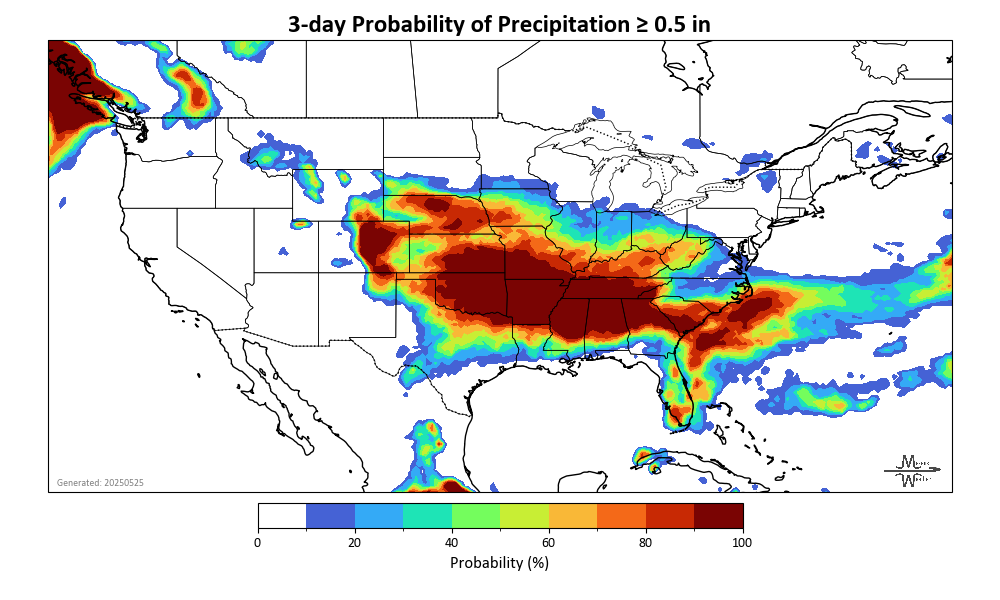 3-day Probability of Precipitation ≥ 0.5 in
Generated: 20250525
0 20 40 60 80 100
Probability (%)